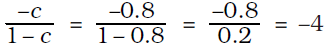 –c / 1 – c = –0.8 / 1 – 0.8 = –0.8 / 0.2 = –4